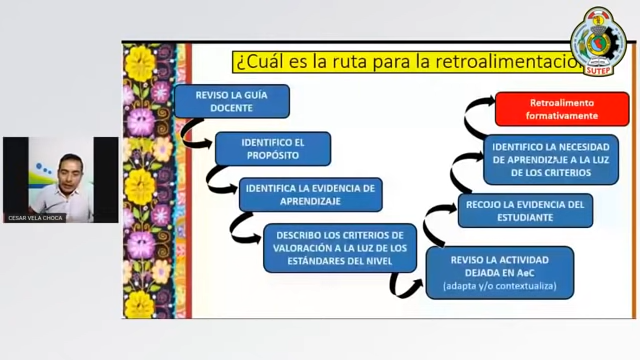 ¿Cuál es la ruta para la retroalimentación
SUTEP
REVISO LA GUÍA
DOCENTE
IDENTIFICO EL
PROPÓSITO
IDENTIFICA LA EVIDENCIA DE
APRENDIZAJE
DESCRIBO LOS CRITERIOS DE
VALORACIÓN A LA LUZ DE LOS
ESTÁNDARES DEL NIVEL
REVISO LA ACTIVIDAD
DEJADA EN AeC
(adapta y/o contextualiza)
RECOJO LA EVIDENCIA DEL
ESTUDIANTE
IDENTIFICO LA NECESIDAD
DE APRENDIZAJE A LA LUZ
DE LOS CRITERIOS
Retroalimento
formativamente
CESAR VELA CHOCA